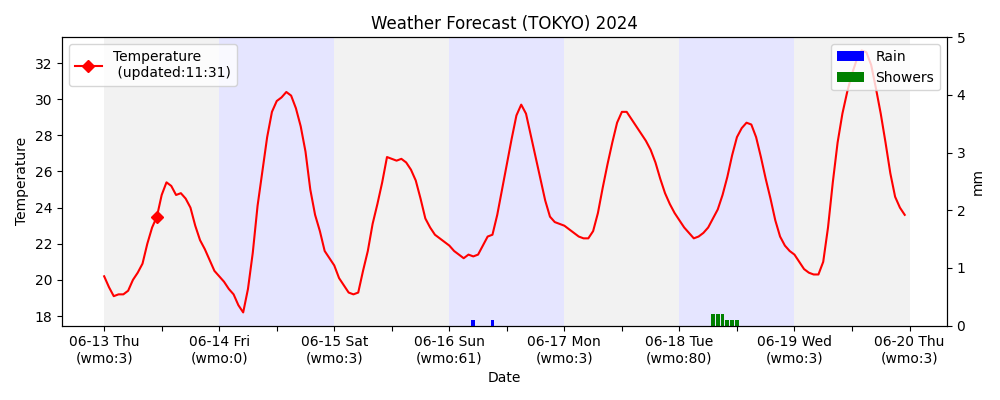 Weather Forecast (TOKYO) 2024
Temperature
(updated:11:31)
Rain
Showers
Temperature
32
30
28
26
24
22
20
18
5
4
3
2
1
0
mm
06-13 Thu
(wmo:3)
06-14 Fri
(wmo:0)
06-15 Sat
(wmo:3)
06-16 Sun
(wmo:61)
06-17 Mon
(wmo:3)
06-18 Tue
(wmo:80)
06-19 Wed
(wmo:3)
06-20 Thu
(wmo:3)
Date